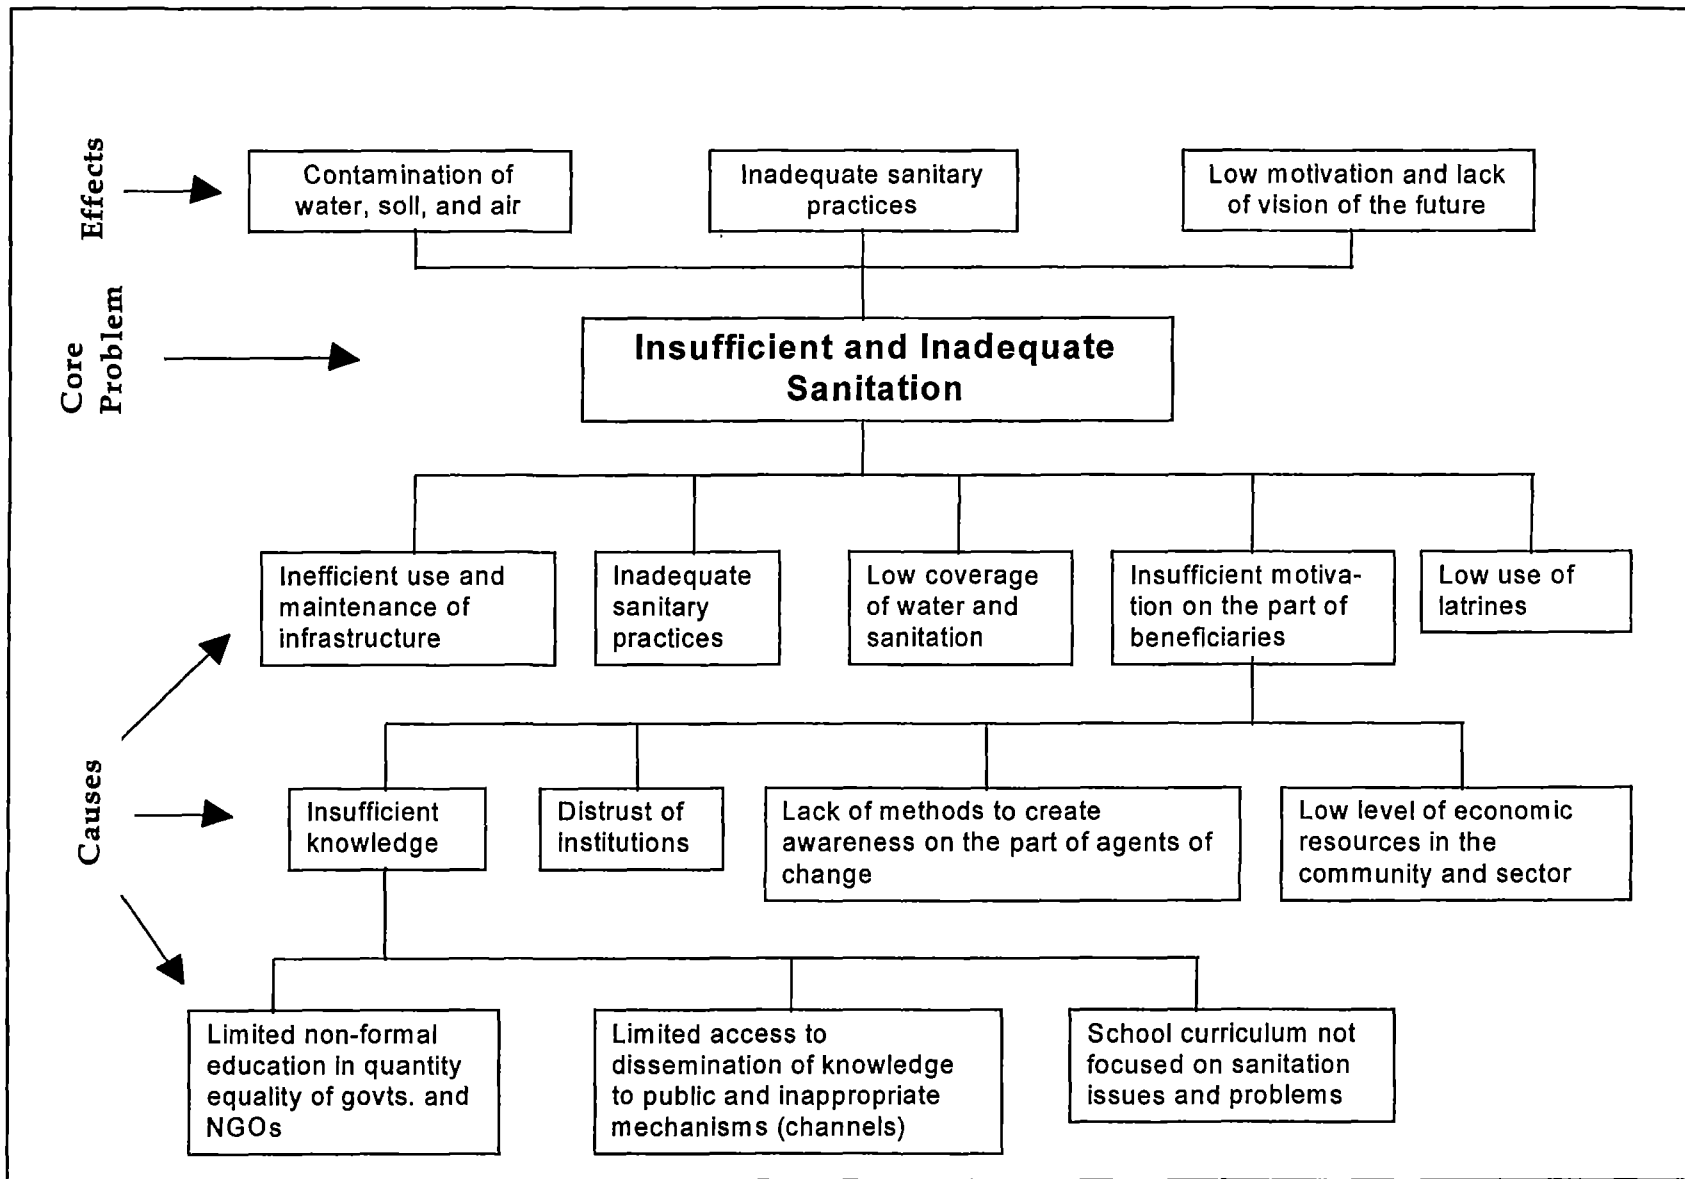 Effects
Contamination of
water, soll, and air
Inadequate sanitary
practices
Low motivation and lack
of vision of the future
Core
Problem
Insufficient and Inadequate
Sanitation
Causes
Inefficient use and
maintenance of
infrastructure
Inadequate
sanitary
practices
Low coverage
of water and
sanitation
Insufficient motiva-
tion on the part of
beneficiaries
Low use of
latrines
Insufficient
knowledge
Distrust of
institutions
Lack of methods to create
awareness on the part of agents of
change
Low level of economic
resources in the
community and sector
Limited non-formal
education in quantity
equality of govts. and
NGOs
Limited access to
dissemination of knowledge
to public and inappropriate
mechanisms (channels)
School curriculum not
focused on sanitation
issues and problems